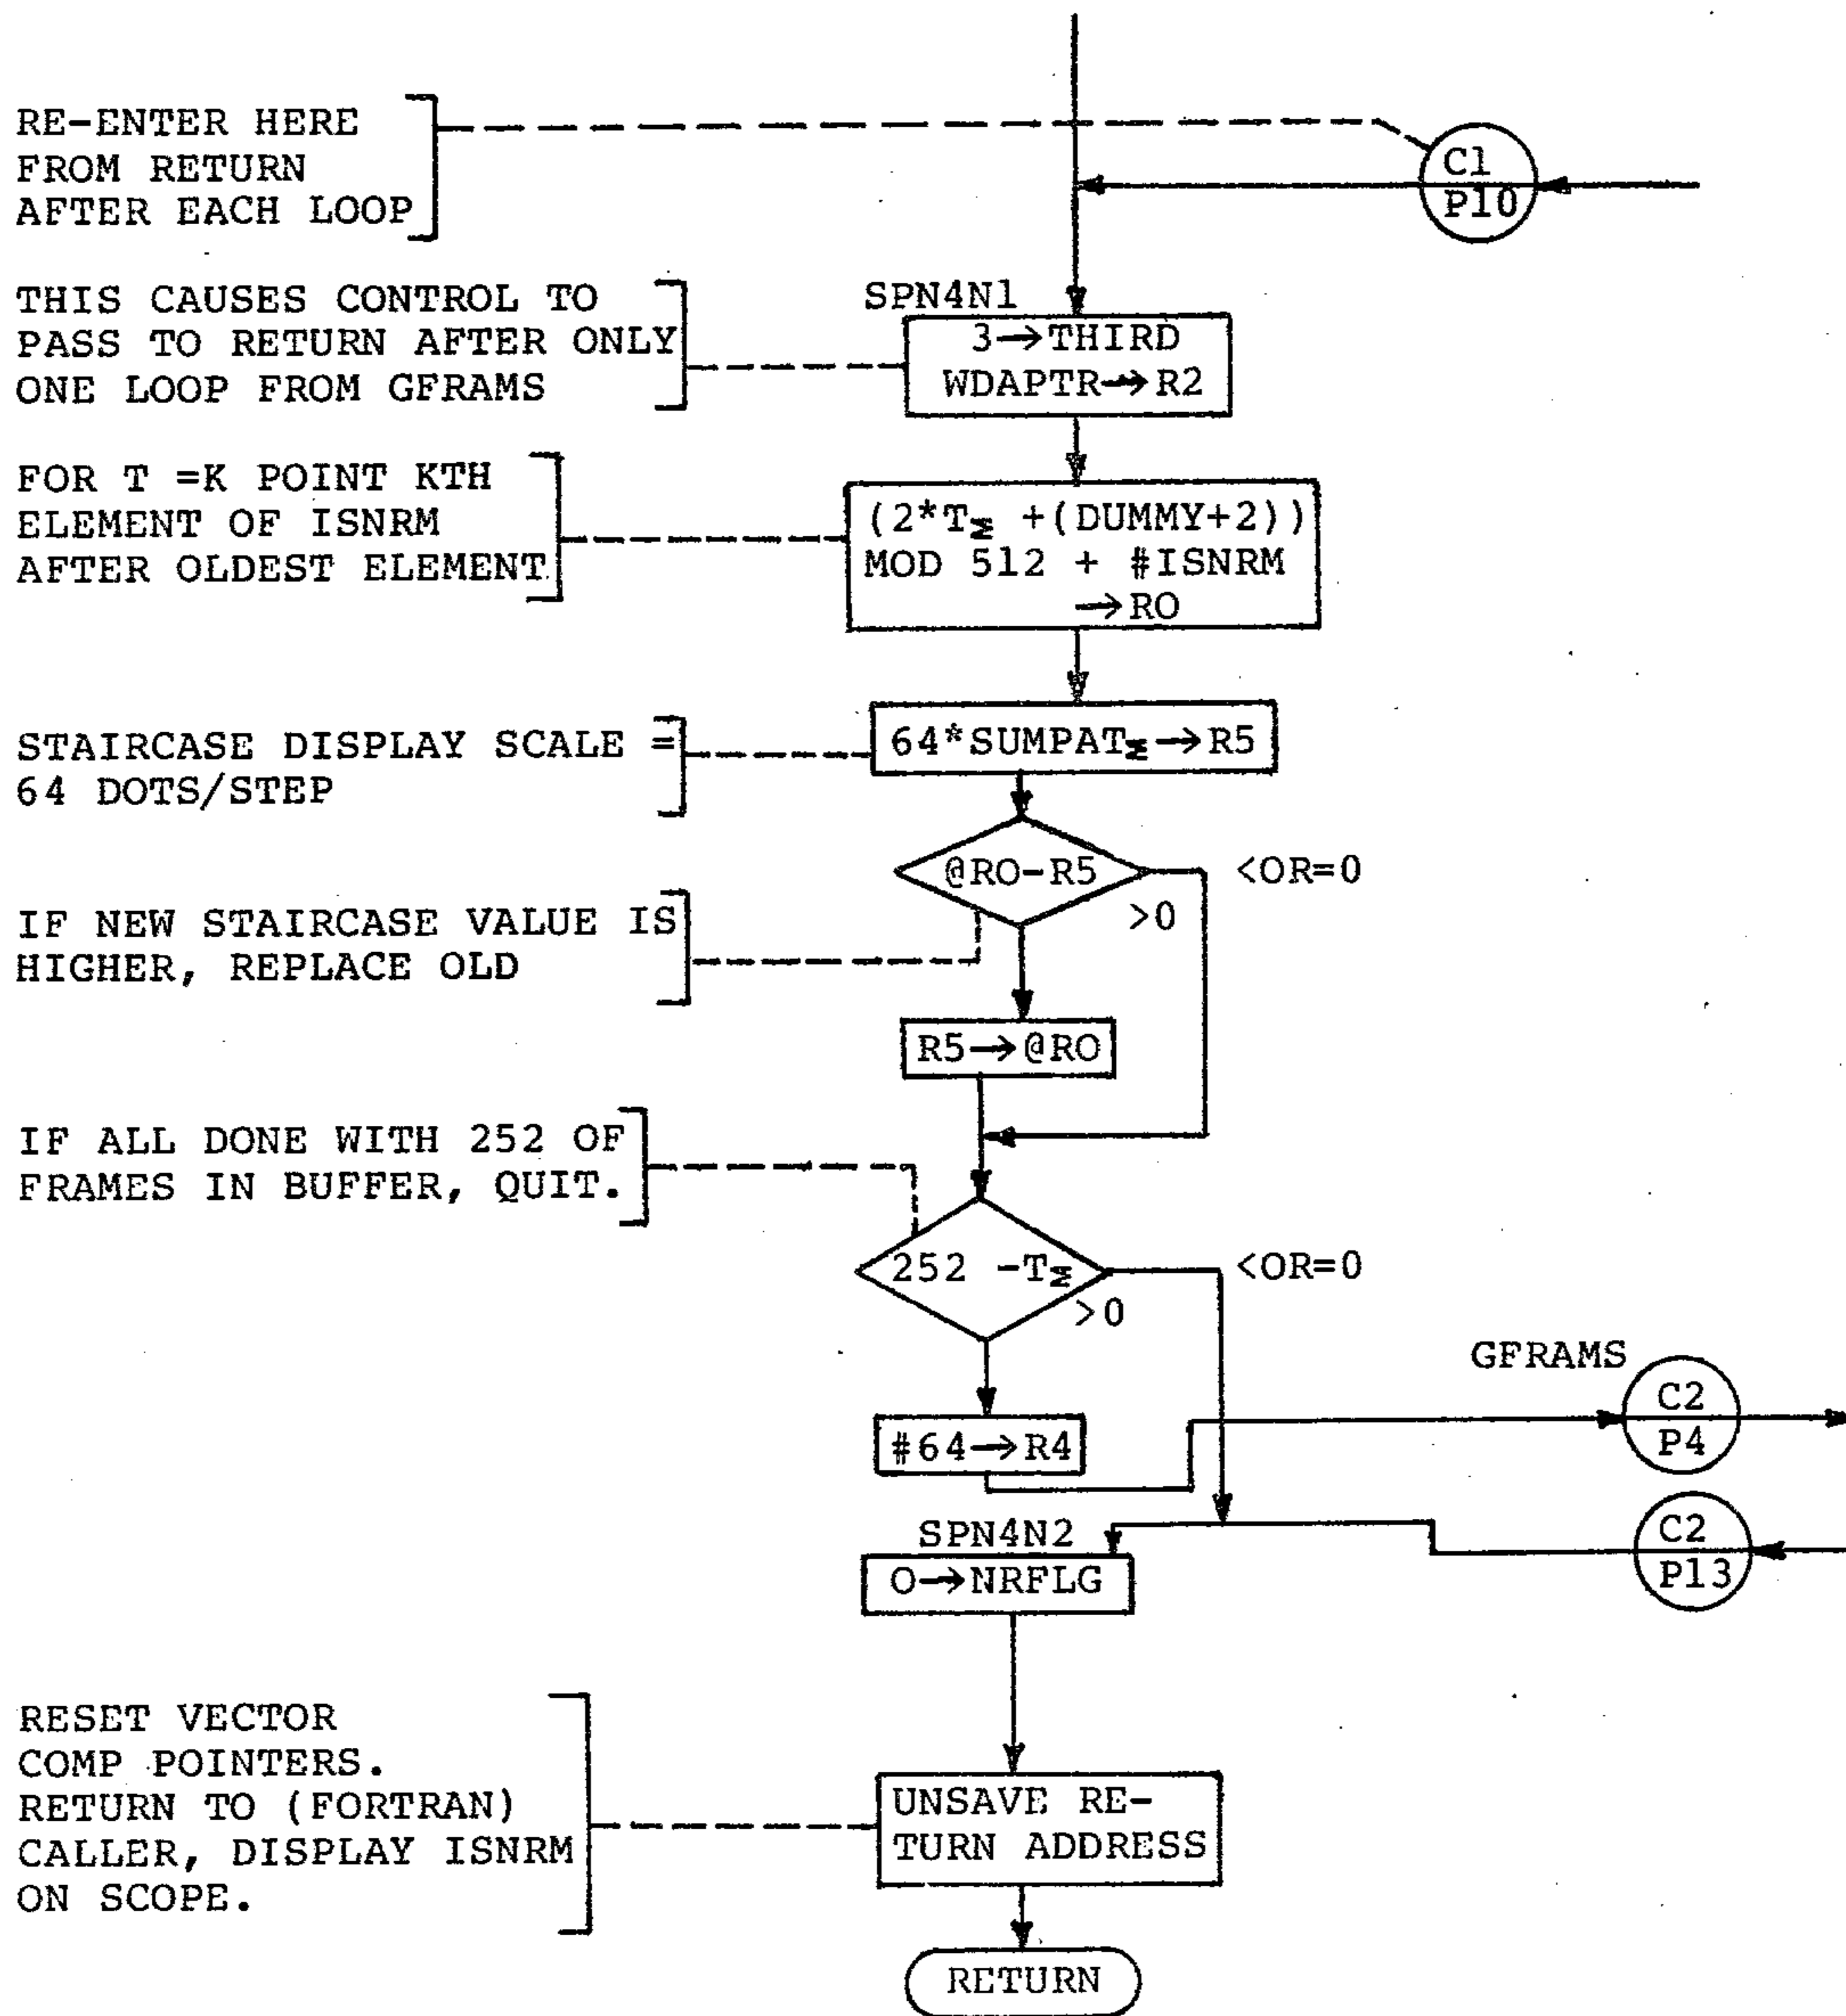 RE-ENTER HERE
FROM RETURN
AFTER EACH LOOP
C1
P10
THIS CAUSES CONTROL TO
PASS TO RETURN AFTER ONLY
ONE LOOP FROM GFRAMS
SPN4N1
3→THIRD
WDAPTR→R2
FOR T =K POINT KTH
ELEMENT OF ISNRM
AFTER OLDEST ELEMENT
(2*TΣ +(DUMMY+2))
MOD 512 + #ISNRM
→RO
STAIRCASE DISPLAY SCALE =
64 DOTS/STEP
64*SUMPATΣ→R5
@RO-R5
<OR=0
>0
IF NEW STAIRCASE VALUE IS
HIGHER, REPLACE OLD
R5→@RO
IF ALL DONE WITH 252 OF
FRAMES IN BUFFER, QUIT.
252 -TΣ
<OR=0
>0
GFRAMS
C2
P4
#64→R4
SPN4N2
O→NRFLG
C2
P13
RESET VECTOR
COMP POINTERS.
RETURN TO (FORTRAN)
CALLER, DISPLAY ISNRM
ON SCOPE.
UNSAVE RE-
TURN ADDRESS
RETURN